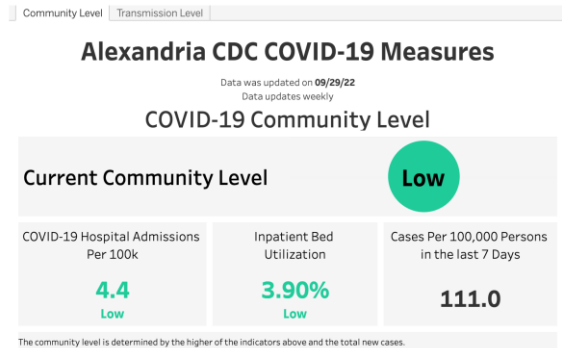 Community Level
Transmission Level
Alexandria CDC COVID-19 Measures
Data was updated on 09/29/22
Data updates weekly
COVID-19 Community Level
Current Community Level
Low
COVID-19 Hospital Admissions
Per 100k
4.4
Low
Inpatient Bed
Utilization
3.90%
Low
Cases Per 100,000 Persons
in the last 7 Days
111.0
The community level is determined by the higher of the indicators above and the total new cases.